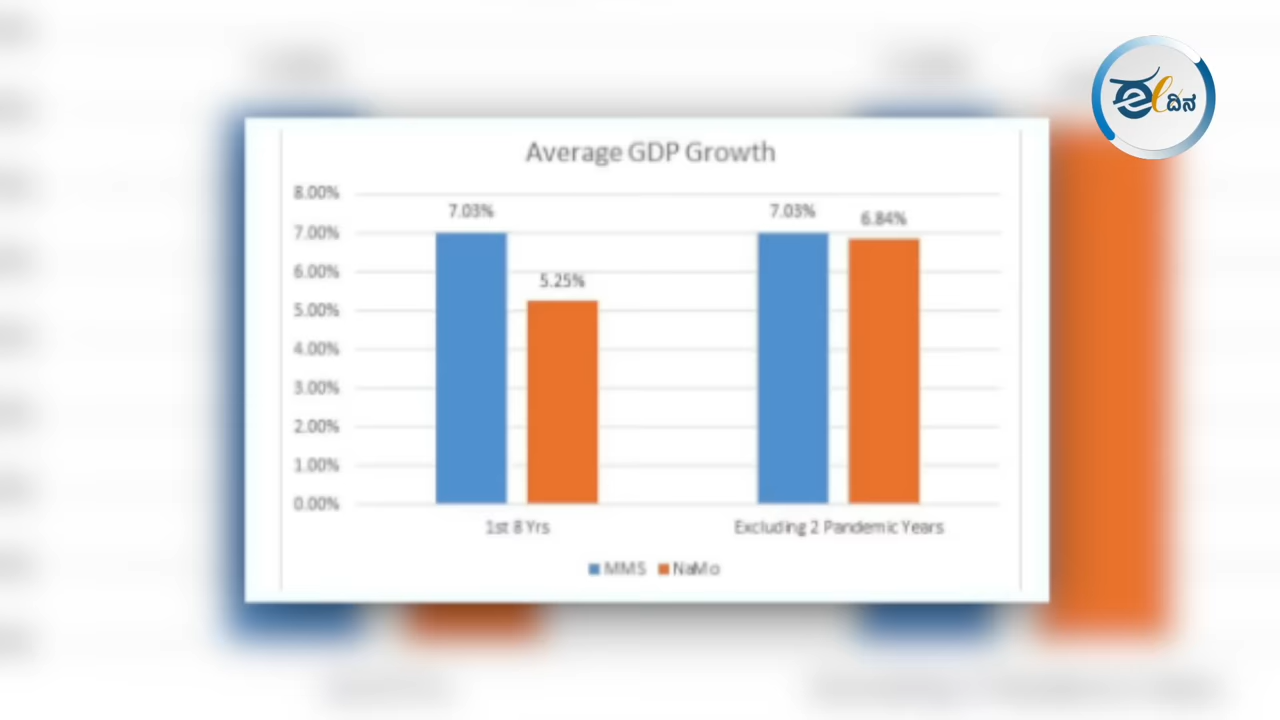 ಈ ದಿನ
Average GDP Growth
8.00%
7.00%
6.00%
5.00%
4.00%
3.00%
2.00%
1.00%
0.00%
7.03%
5.25%
7.03%
6.84%
1st 8 Yrs
Excluding 2 Pandemic Years
MMS NaMo